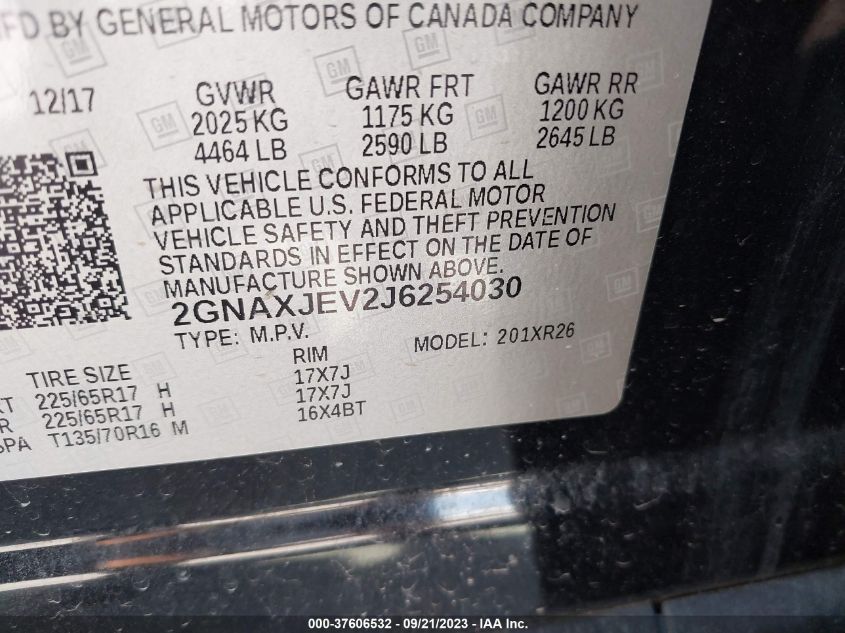 MFD BY GENERAL MOTORS OF CANADA COMPANY
12/17 GVWR GAWR FRT GAWR RR
2025 KG 1175 KG 1200 KG
4464 LB 2590 LB 2645 LB
THIS VEHICLE CONFORMS TO ALL
APPLICABLE U.S. FEDERAL MOTOR
VEHICLE SAFETY AND THEFT PREVENTION
STANDARDS IN EFFECT ON THE DATE OF
MANUFACTURE SHOWN ABOVE.
2GNAXJEV2J6254030
TYPE: M.P.V. MODEL: 201XR26
TIRE SIZE RIM
RT 225/65R17 H 17X7J
R 225/65R17 H 17X7J
SPA T135/70R16 M 16X4BT
000-37606532 - 09/21/2023 - IAA Inc.